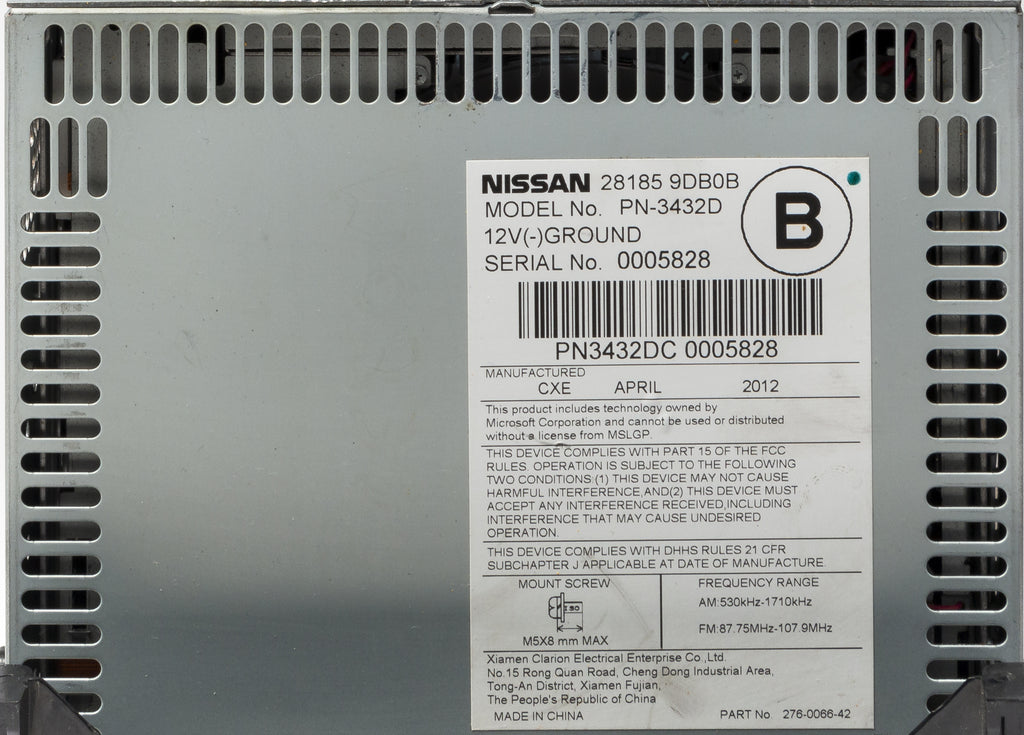 NISSAN 28185 9DB0B
B
MODEL No. PN-3432D
12V(-)GROUND
SERIAL No. 0005828
PN3432DC 0005828
MANUFACTURED
CXE APRIL 2012
This product includes technology owned by
Microsoft Corporation and cannot be used or distributed
without a license from MSLGP.
THIS DEVICE COMPLIES WITH PART 15 OF THE FCC
RULES. OPERATION IS SUBJECT TO THE FOLLOWING
TWO CONDITIONS:(1) THIS DEVICE MAY NOT CAUSE
HARMFUL INTERFERENCE,AND(2) THIS DEVICE MUST
ACCEPT ANY INTERFERENCE RECEIVED,INCLUDING
INTERFERENCE THAT MAY CAUSE UNDESIRED
OPERATION.
THIS DEVICE COMPLIES WITH DHHS RULES 21 CFR
SUBCHAPTER J APPLICABLE AT DATE OF MANUFACTURE
MOUNT SCREW
ISO
M5X8 mm MAX
FREQUENCY RANGE
AM:530kHz-1710kHz
FM:87.75MHz-107.9MHz
Xiamen Clarion Electrical Enterprise Co.,Ltd.
No.15 Rong Quan Road, Cheng Dong Industrial Area,
Tong-An District, Xiamen Fujian,
The People's Republic of China
MADE IN CHINA PART No. 276-0066-42